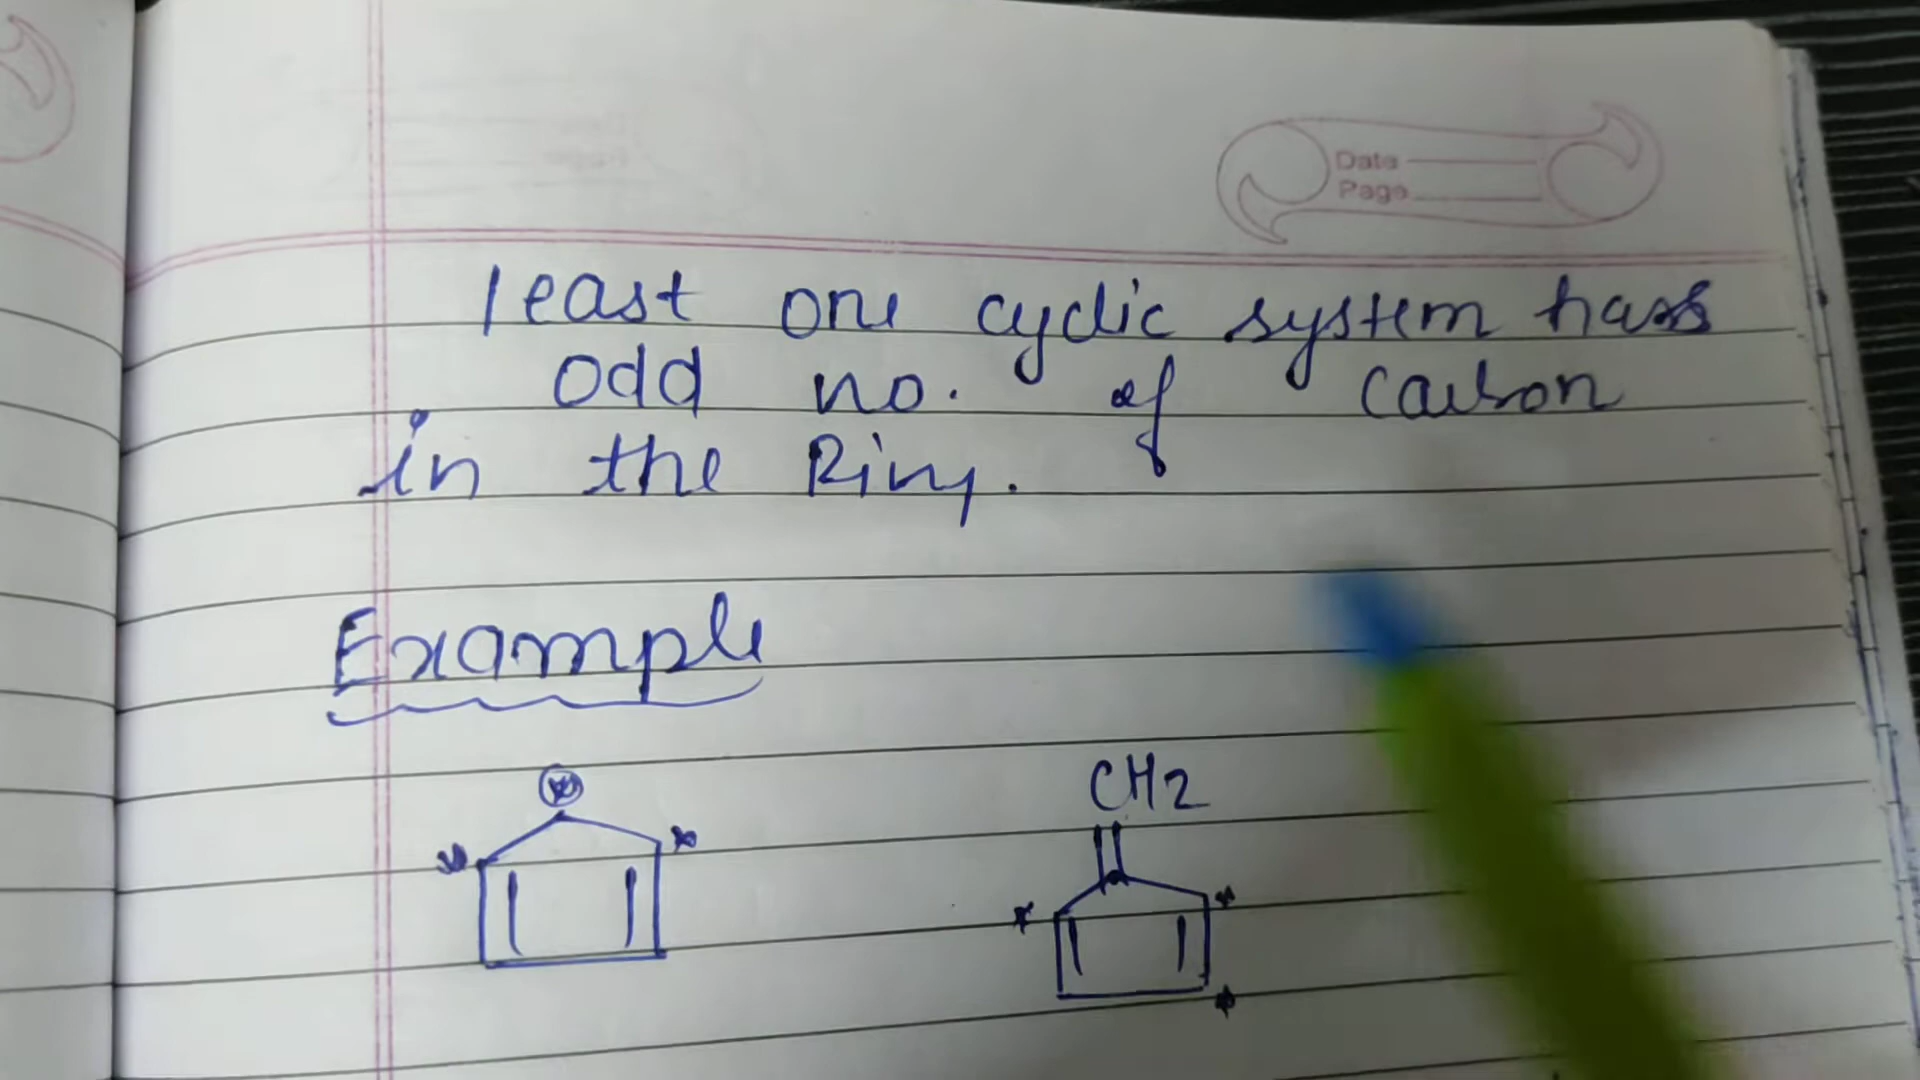 Date
Page
least one cyclic system has
odd no. of Carbon
in the Ring.
Example
CH2